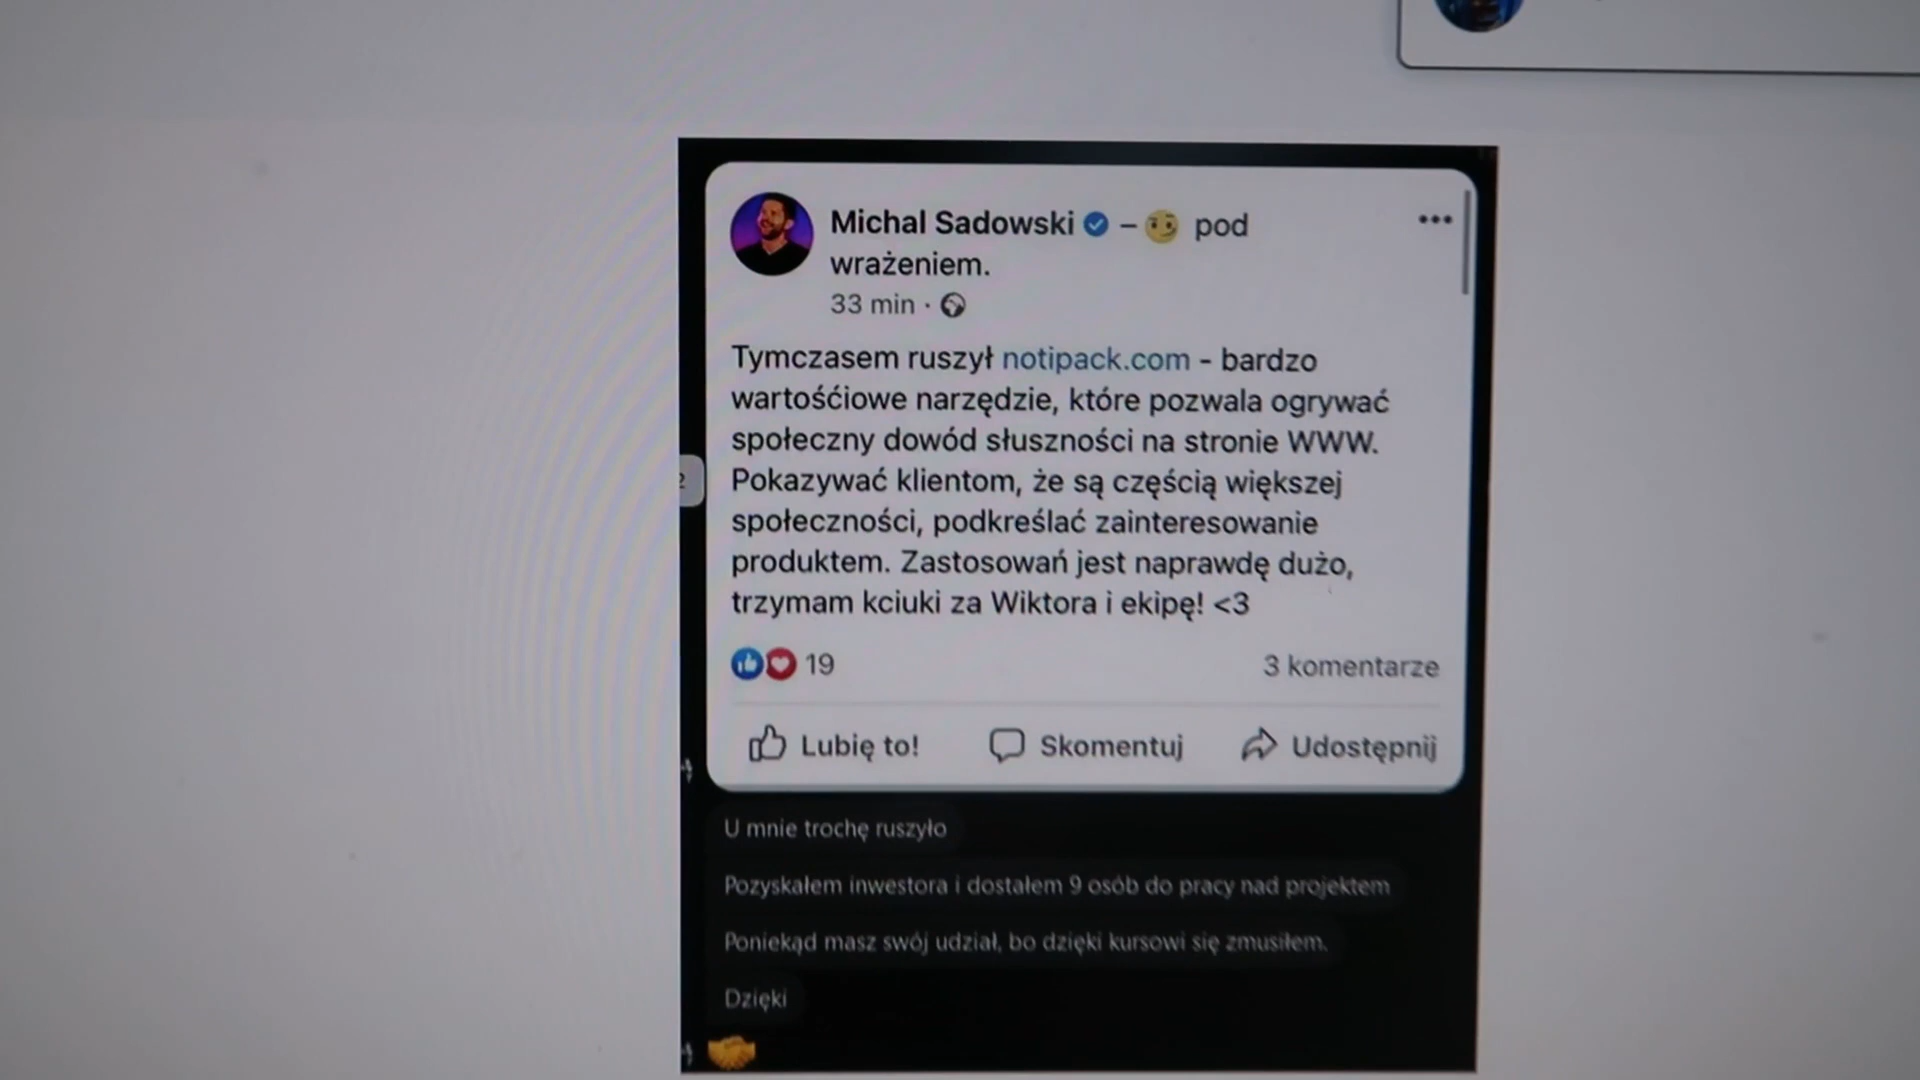 Michal Sadowski – 🤨 pod
wrażeniem.
33 min ·
Tymczasem ruszył notipack.com - bardzo
wartośćiowe narzędzie, które pozwala ogrywać
społeczny dowód słuszności na stronie WWW.
Pokazywać klientom, że są częścią większej
społeczności, podkreślać zainteresowanie
produktem. Zastosowań jest naprawdę dużo,
trzymam kciuki za Wiktora i ekipę! <3
19 3 komentarze
Lubię to! Skomentuj Udostępnij
U mnie trochę ruszyło
Pozyskałem inwestora i dostałem 9 osób do pracy nad projektem
Poniekąd masz swój udział, bo dzięki kursowi się zmusiłem.
Dzięki